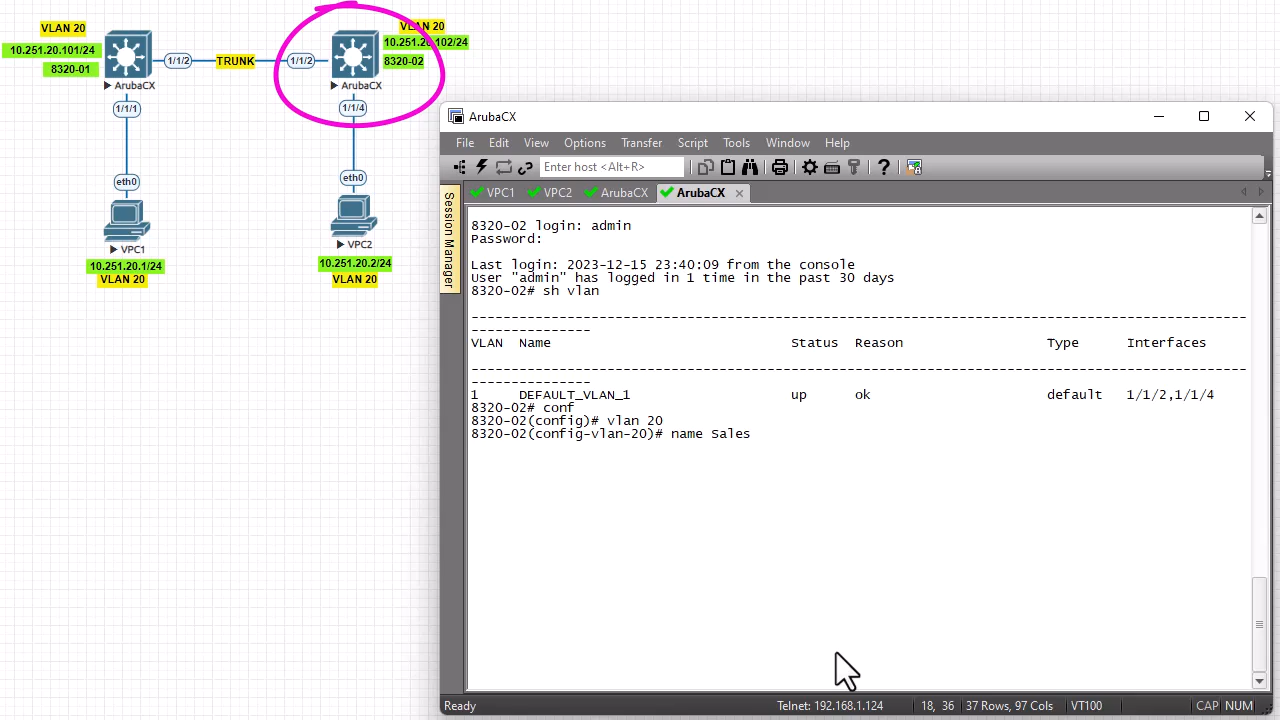 VLAN 20
10.251.20.101/24
8320-01
ArubaCX
1/1/2
TRUNK
1/1/2
VLAN 20
10.251.20.102/24
8320-02
ArubaCX
1/1/1
1/1/4
eth0
eth0
VPC1
VPC2
10.251.20.1/24
VLAN 20
10.251.20.2/24
VLAN 20
ArubaCX
File Edit View Options Transfer Script Tools Window Help
Enter host <Alt+R>
VPC1 VPC2 ArubaCX ArubaCX
Session Manager
8320-02 login: admin
Password:
Last login: 2023-12-15 23:40:09 from the console
User "admin" has logged in 1 time in the past 30 days
8320-02# sh vlan
-------------------------------------------------------------------------------------------------
---------------
VLAN Name Status Reason Type Interfaces
-------------------------------------------------------------------------------------------------
---------------
1 DEFAULT_VLAN_1 up ok default 1/1/2,1/1/4
8320-02# conf
8320-02(config)# vlan 20
8320-02(config-vlan-20)# name Sales
Ready Telnet: 192.168.1.124 18, 36 37 Rows, 97 Cols VT100 CAP NUM